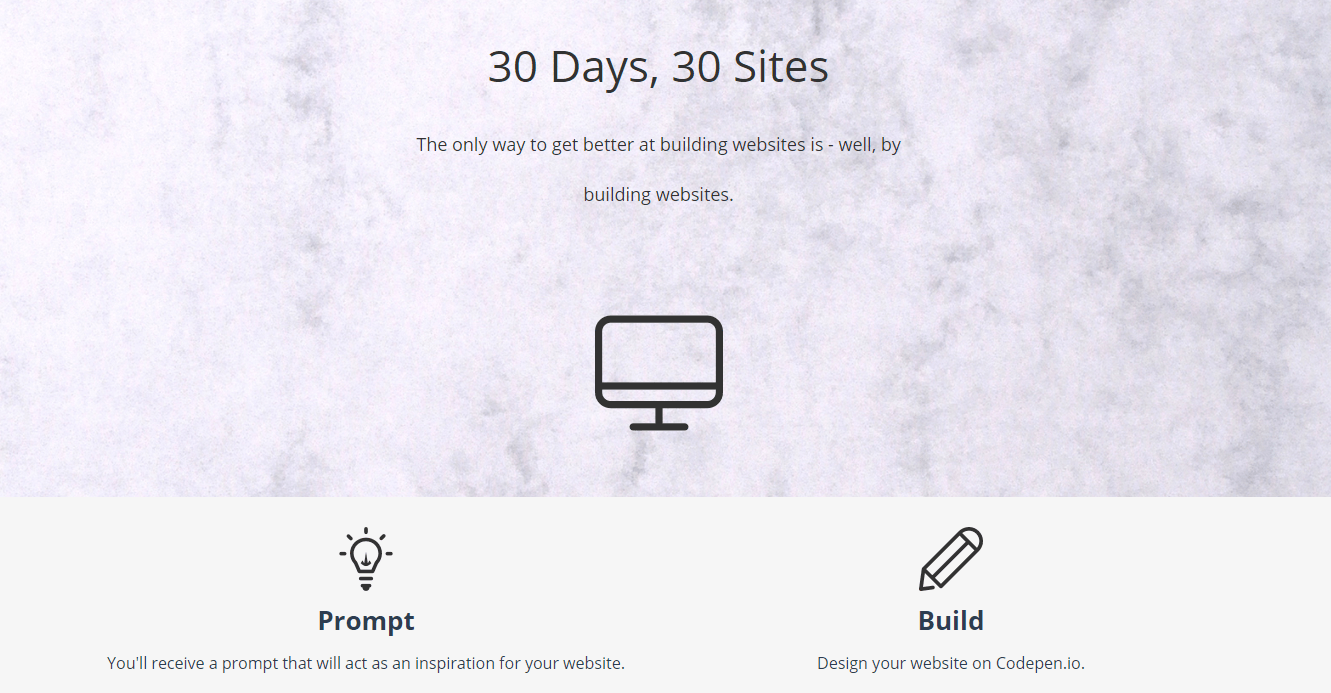 30 Days, 30 Sites
The only way to get better at building websites is - well, by
building websites.
Prompt
You'll receive a prompt that will act as an inspiration for your website.
Build
Design your website on Codepen.io.